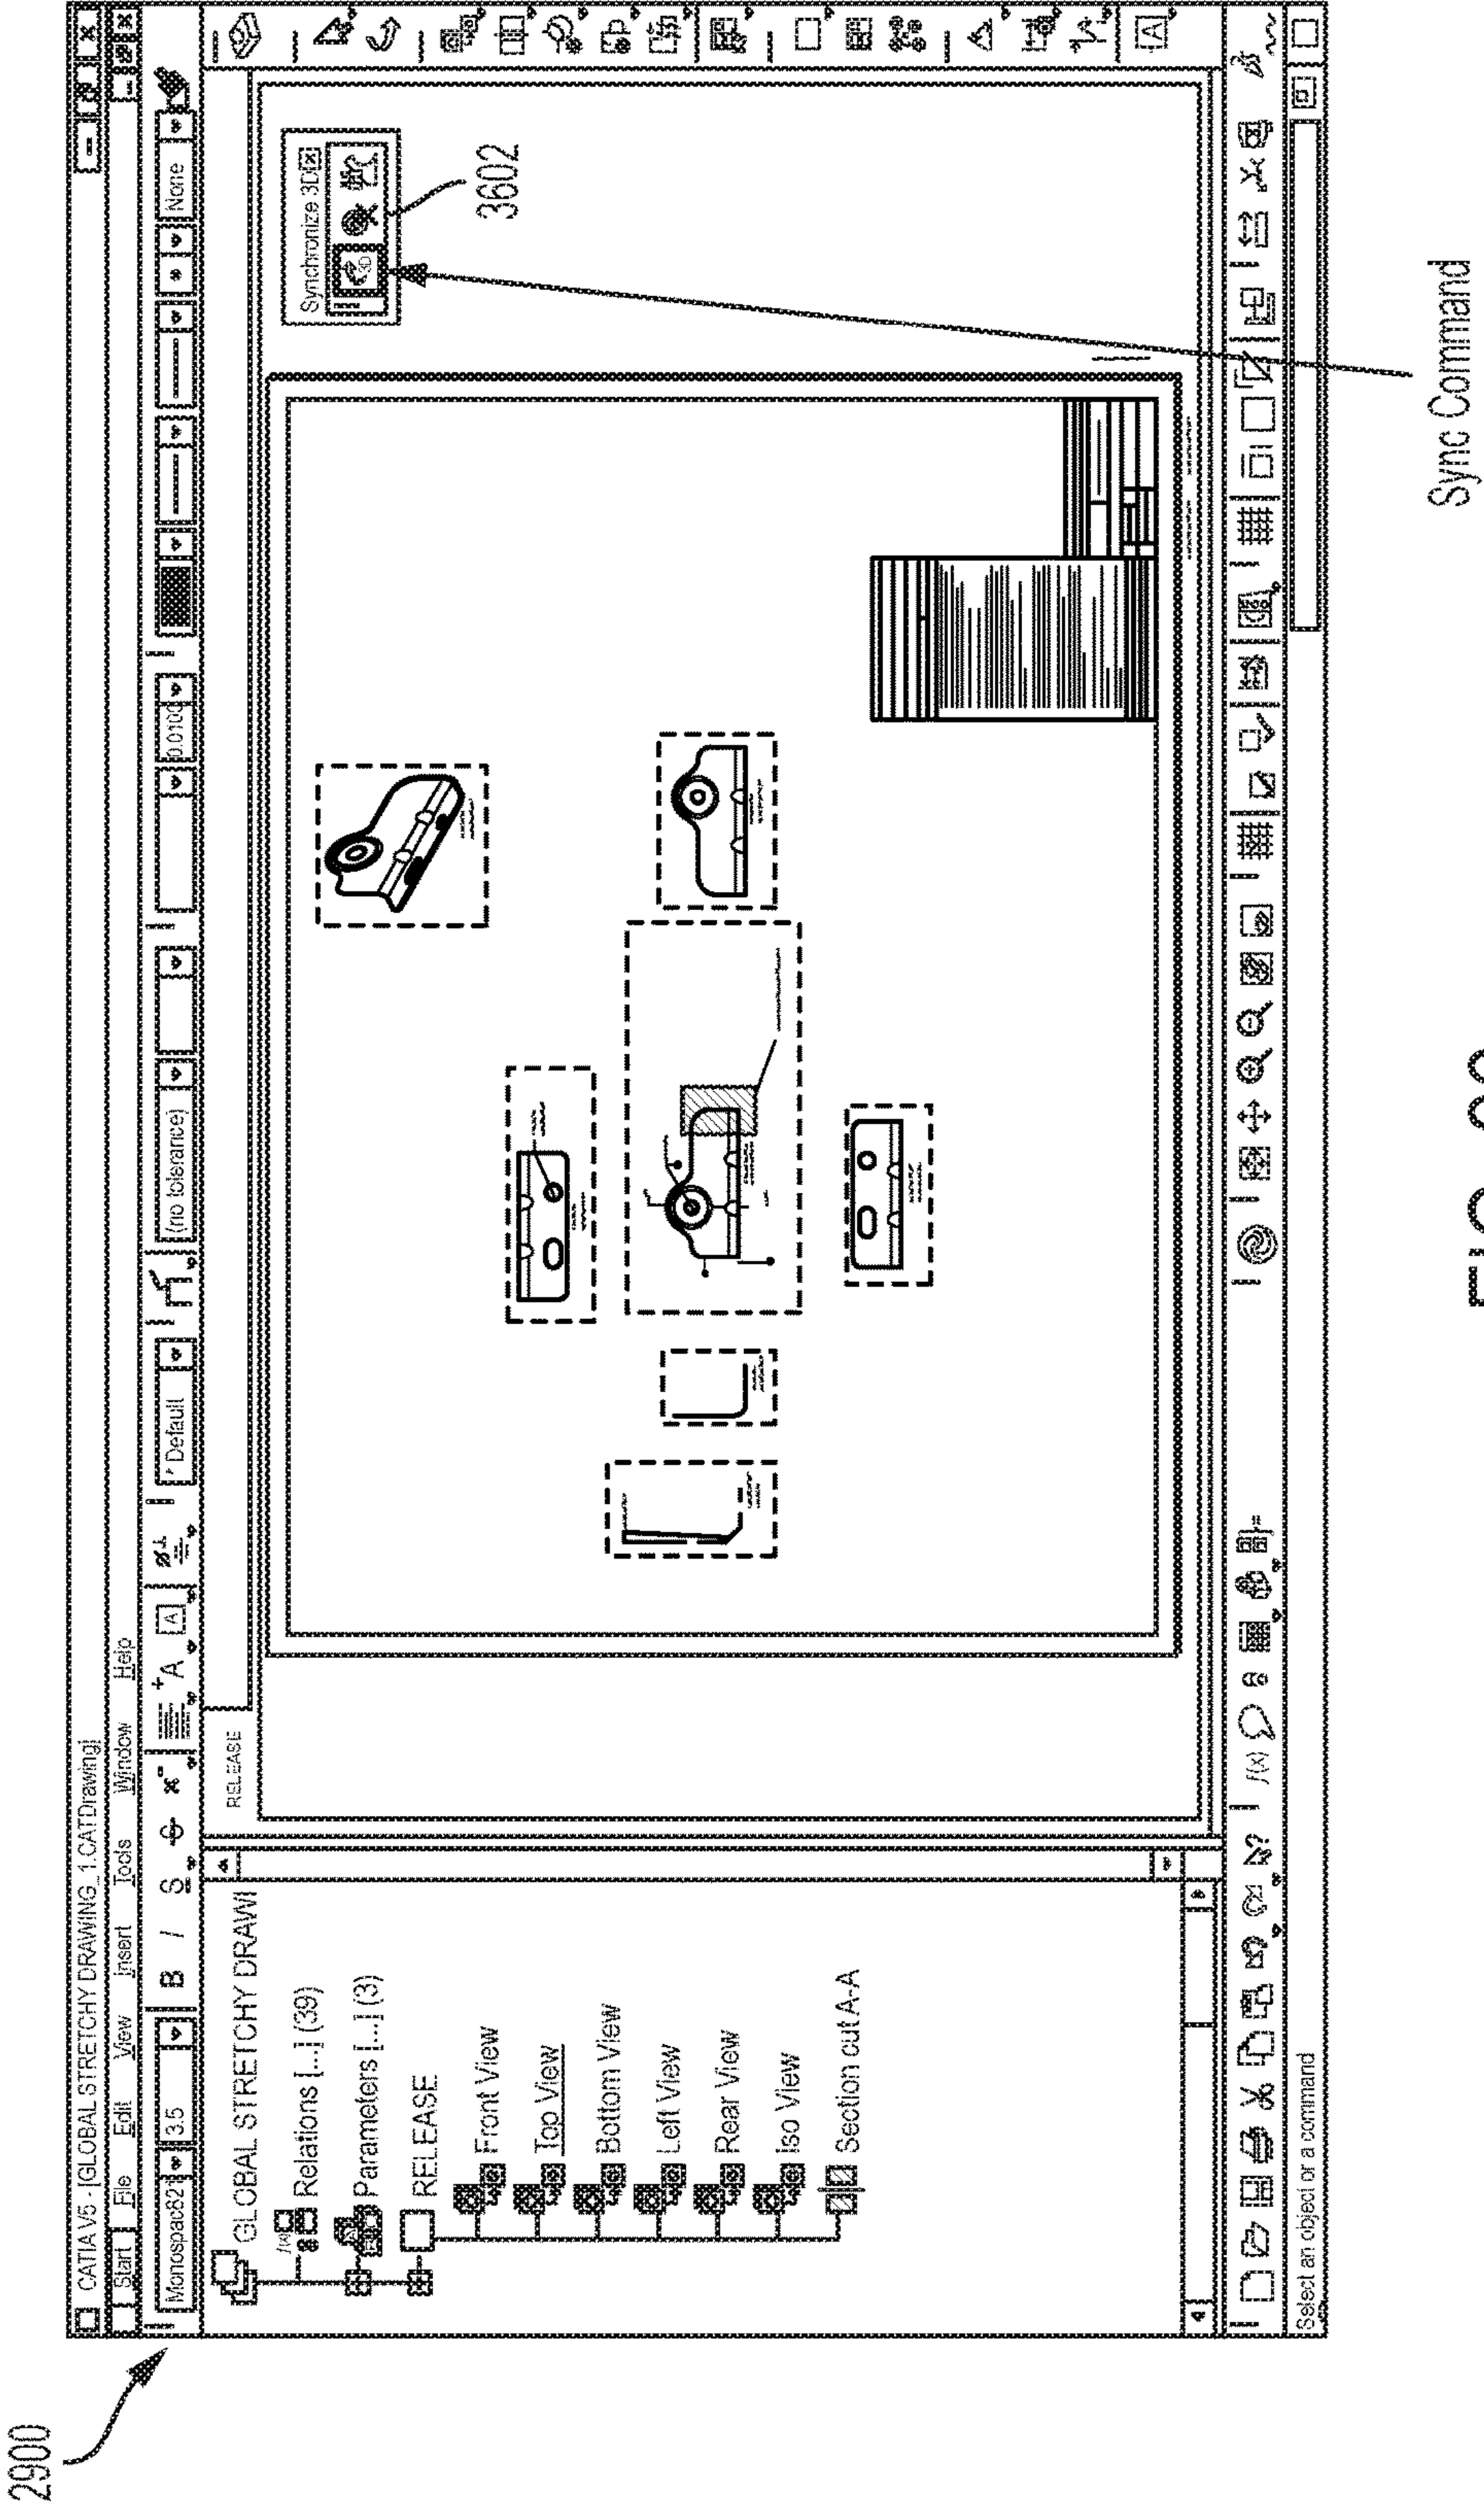 2900
CATIA V5 - [GLOBAL STRETCHY DRAWING_1.CATDrawing]
Start File Edit View Insert Tools Window Help
Monospac821 3.5 B I S x A A * Default (no tolerance) 0.0100 None
GLOBAL STRETCHY DRAWI
Relations [...] (39)
Parameters [...] (3)
RELEASE
Front View
Top View
Bottom View
Left View
Rear View
Iso View
Section cut A-A
RELEASE
Synchronize 3D
3D
3602
A
f(x)
Select an object or a command
Sync Command